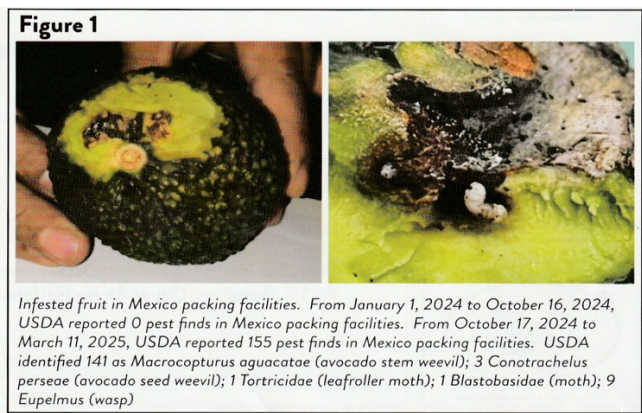 Figure 1
Infested fruit in Mexico packing facilities. From January 1, 2024 to October 16, 2024,
USDA reported 0 pest finds in Mexico packing facilities. From October 17, 2024 to
March 11, 2025, USDA reported 155 pest finds in Mexico packing facilities. USDA
identified 141 as Macrocopturus aguacatae (avocado stem weevil); 3 Conotrachelus
perseae (avocado seed weevil); 1 Tortricidae (leafroller moth); 1 Blastobasidae (moth); 9
Eupelmus (wasp)